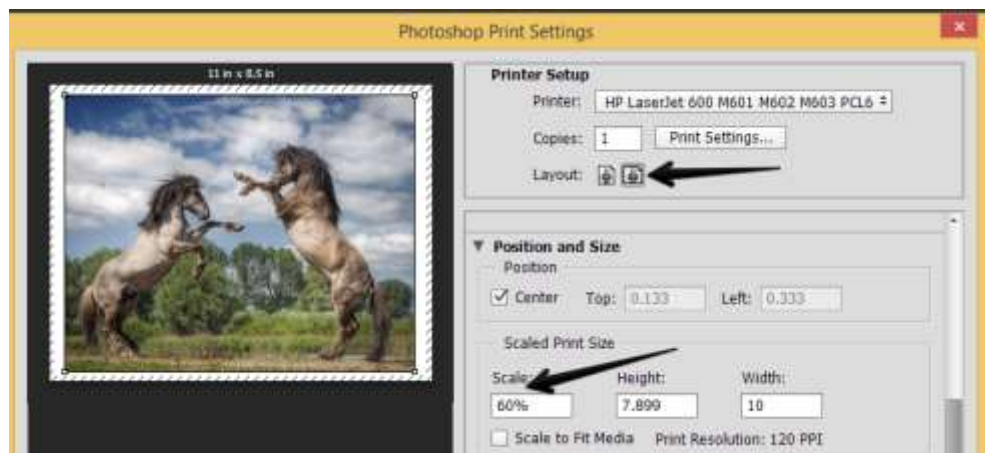 Photoshop Print Settings
11 in x 8.5 in
Printer Setup
Printer: HP LaserJet 600 M601 M602 M603 PCL6
Copies: 1 Print Settings...
Layout:
Position and Size
Position
Center Top: 0.133 Left: 0.333
Scaled Print Size
Scale: Height: Width:
60% 7.899 10
Scale to Fit Media Print Resolution: 120 PPI